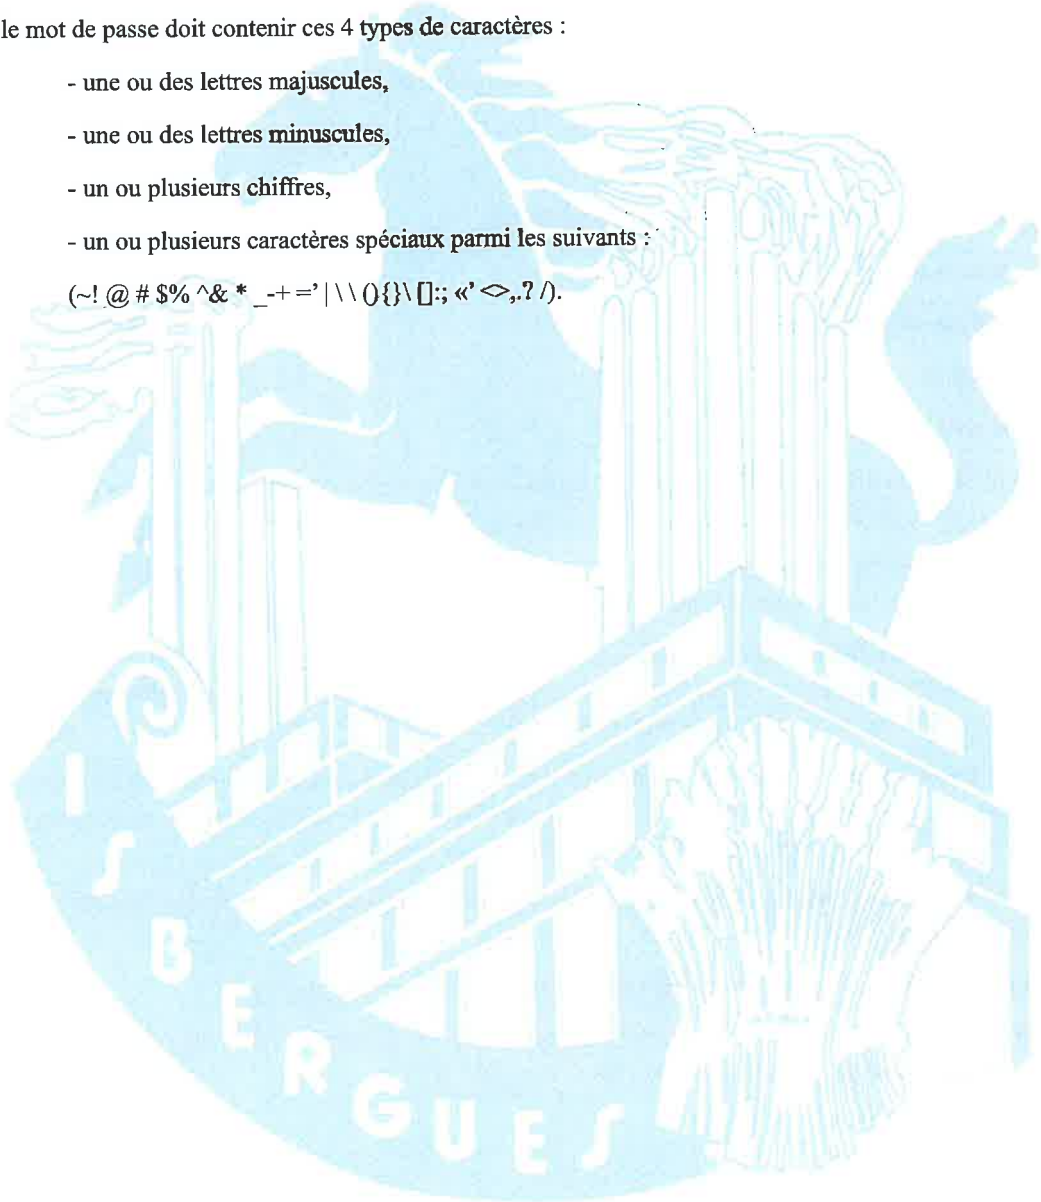 le mot de passe doit contenir ces 4 types de caractères :
- une ou des lettres majuscules,
- une ou des lettres minuscules,
- un ou plusieurs chiffres,
- un ou plusieurs caractères spéciaux parmi les suivants :
(~! @ # $% ^& * _-+ =’ | \ \ (){}\ []:; «’ <>,.? /).
ISBERGUES